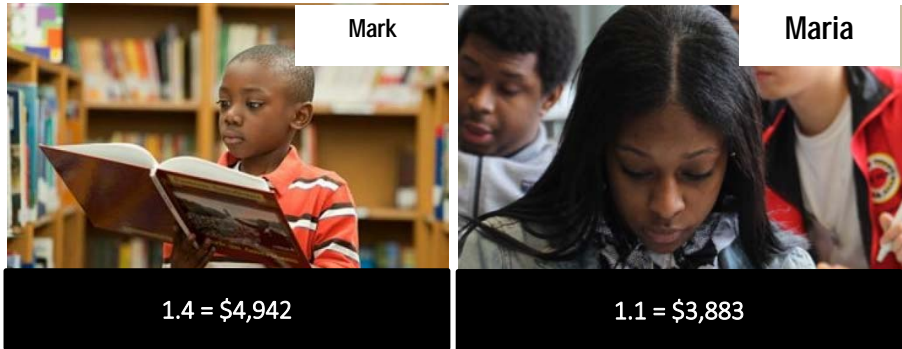 Mark
Maria
1.4 = $4,942
1.1 = $3,883